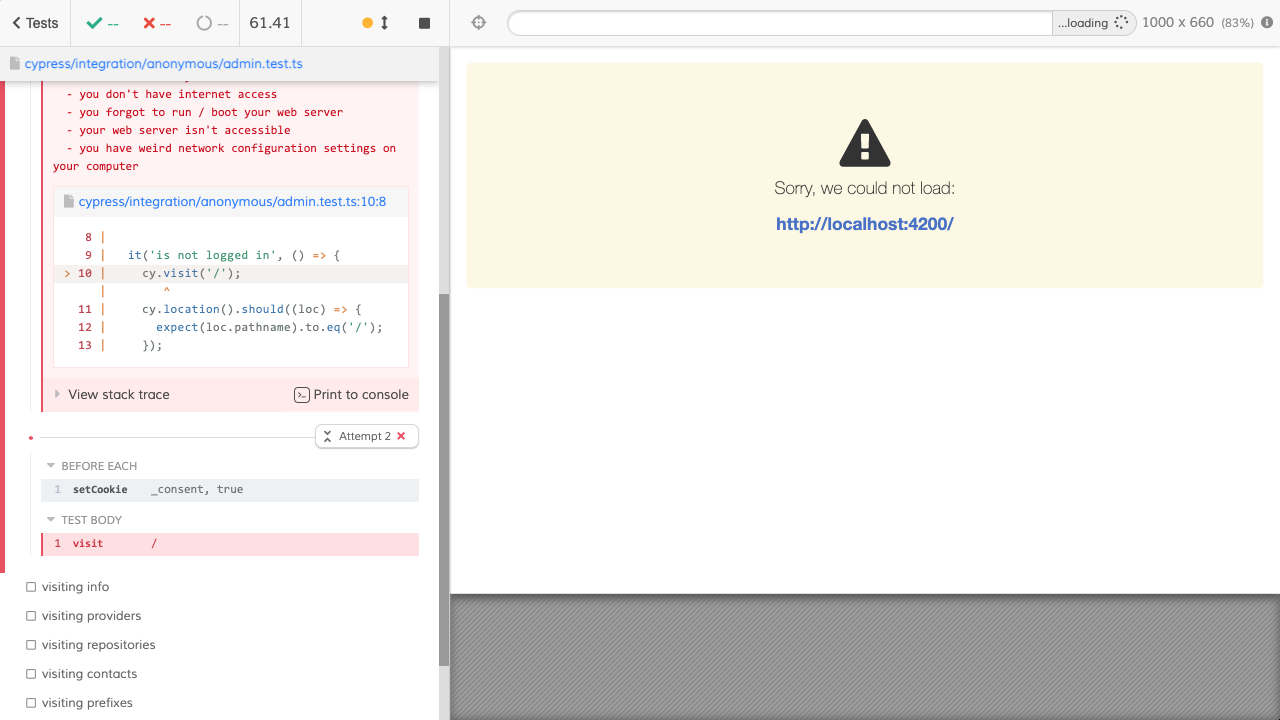 Tests
--
--
--
61.41
...loading
1000 x 660 (83%)
cypress/integration/anonymous/admin.test.ts
- you don't have internet access
- you forgot to run / boot your web server
- your web server isn't accessible
- you have weird network configuration settings on
your computer
cypress/integration/anonymous/admin.test.ts:10:8
8 |
9 | it('is not logged in', () => {
> 10 | cy.visit('/');
| ^
11 | cy.location().should((loc) => {
12 | expect(loc.pathname).to.eq('/');
13 | });
View stack trace
Print to console
Attempt 2
BEFORE EACH
1 setCookie _consent, true
TEST BODY
1 visit /
visiting info
visiting providers
visiting repositories
visiting contacts
visiting prefixes
Sorry, we could not load:
http://localhost:4200/